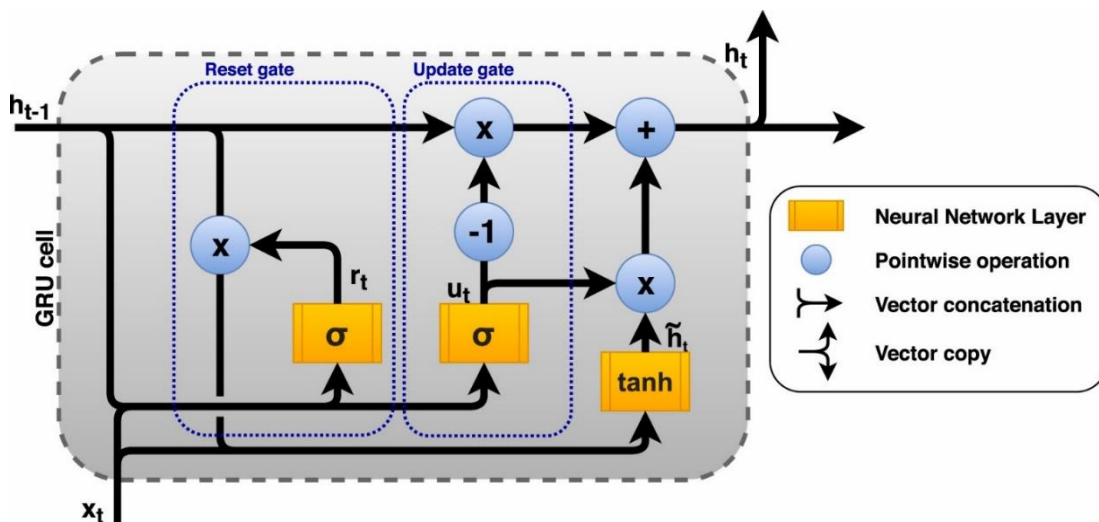 h_t
Reset gate
Update gate
h_{t-1}
x
+
x
-1
r_t
u_t
x
σ
σ
h̃_t
tanh
GRU cell
x_t
Neural Network Layer
Pointwise operation
Vector concatenation
Vector copy